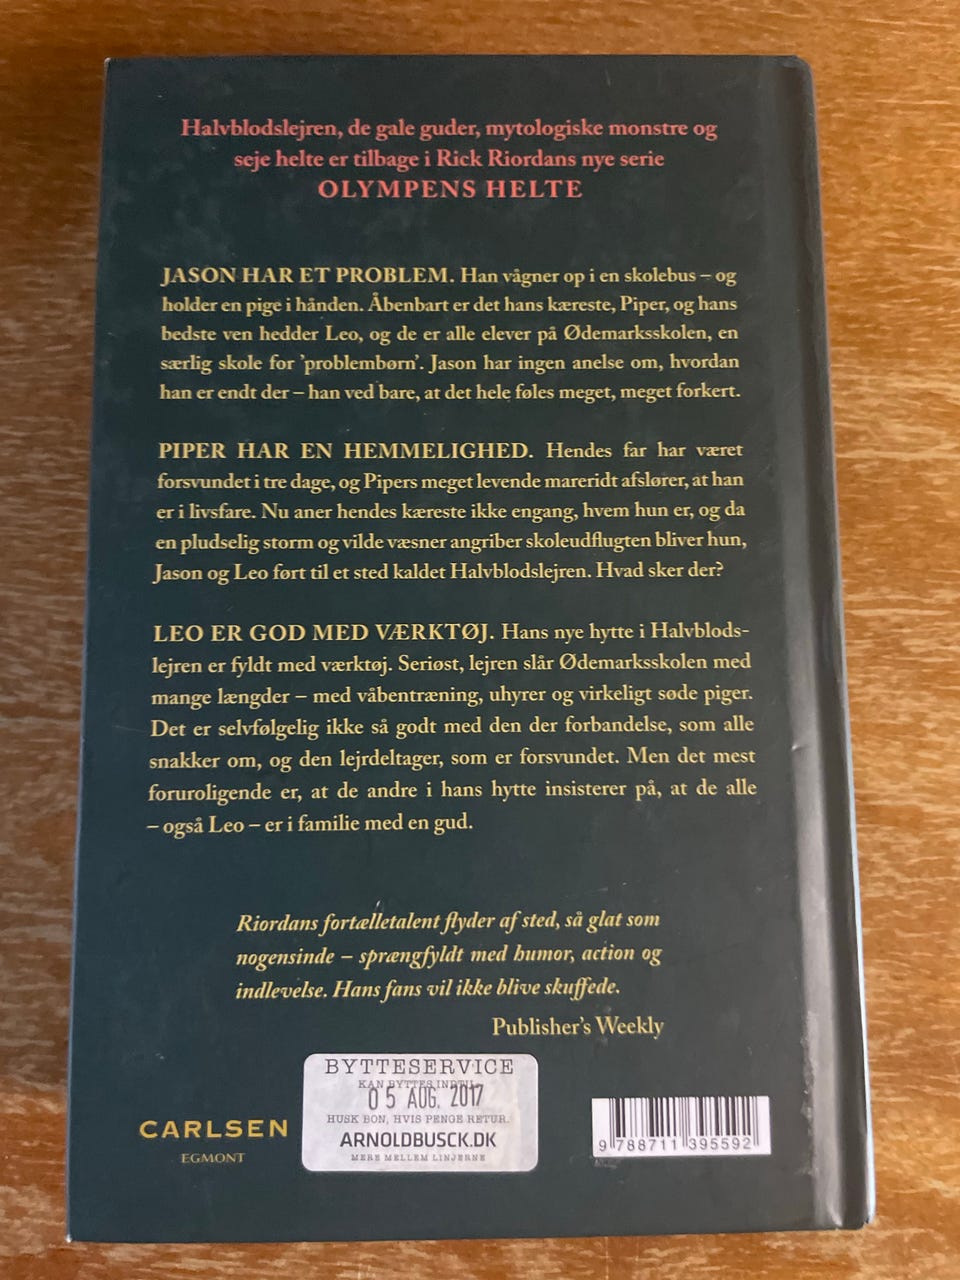 Halvblodslejren, de gale guder, mytologiske monstre og
seje helte er tilbage i Rick Riordans nye serie
OLYMPENS HELTE
JASON HAR ET PROBLEM. Han vågner op i en skolebus – og
holder en pige i hånden. Åbenbart er det hans kæreste, Piper, og hans
bedste ven hedder Leo, og de er alle elever på Ødemarksskolen, en
særlig skole for 'problembørn'. Jason har ingen anelse om, hvordan
han er endt der – han ved bare, at det hele føles meget, meget forkert.
PIPER HAR EN HEMMELIGHED. Hendes far har været
forsvundet i tre dage, og Pipers meget levende mareridt afslører, at han
er i livsfare. Nu aner hendes kæreste ikke engang, hvem hun er, og da
en pludselig storm og vilde væsner angriber skoleudflugten bliver hun,
Jason og Leo ført til et sted kaldet Halvblodslejren. Hvad sker der?
LEO ER GOD MED VÆRKTØJ. Hans nye hytte i Halvblods-
lejren er fyldt med værktøj. Seriøst, lejren slår Ødemarksskolen med
mange længder – med våbentræning, uhyrer og virkeligt søde piger.
Det er selvfølgelig ikke så godt med den der forbandelse, som alle
snakker om, og den lejrdeltager, som er forsvundet. Men det mest
foruroligende er, at de andre i hans hytte insisterer på, at de alle
– også Leo – er i familie med en gud.
Riordans fortælletalent flyder af sted, så glat som
nogensinde – sprængfyldt med humor, action og
indlevelse. Hans fans vil ikke blive skuffede.
Publisher's Weekly
BYTTESERVICE
KAN BYTTES INDTIL
05 AUG. 2017
HUSK BON, HVIS PENGE RETUR.
ARNOLDBUSCK.DK
MERE MELLEM LINJERNE
CARLSEN
EGMONT
9 788711 395592